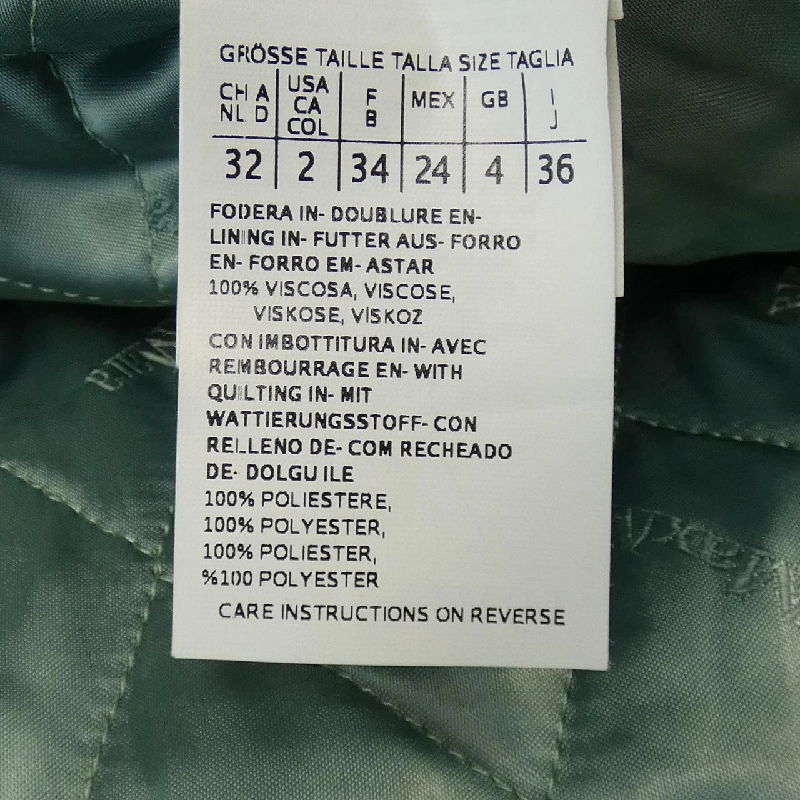 GRÖSSE TAILLE TALLA SIZE TAGLIA
CH A NL D USA CA COL F B MEX GB I J
32 2 34 24 4 36
FODERA IN- DOUBLURE EN-
LINING IN- FUTTER AUS- FORRO
EN- FORRO EM- ASTAR
100% VISCOSA, VISCOSE,
VISKOSE, VISKOZ
CON IMBOTTITURA IN- AVEC
REMBOURRAGE EN- WITH
QUILTING IN- MIT
WATTIERUNGSSTOFF- CON
RELLENO DE- COM RECHEADO
DE- DOLGU ILE
100% POLIESTERE,
100% POLYESTER,
100% POLIESTER,
%100 POLYESTER
CARE INSTRUCTIONS ON REVERSE